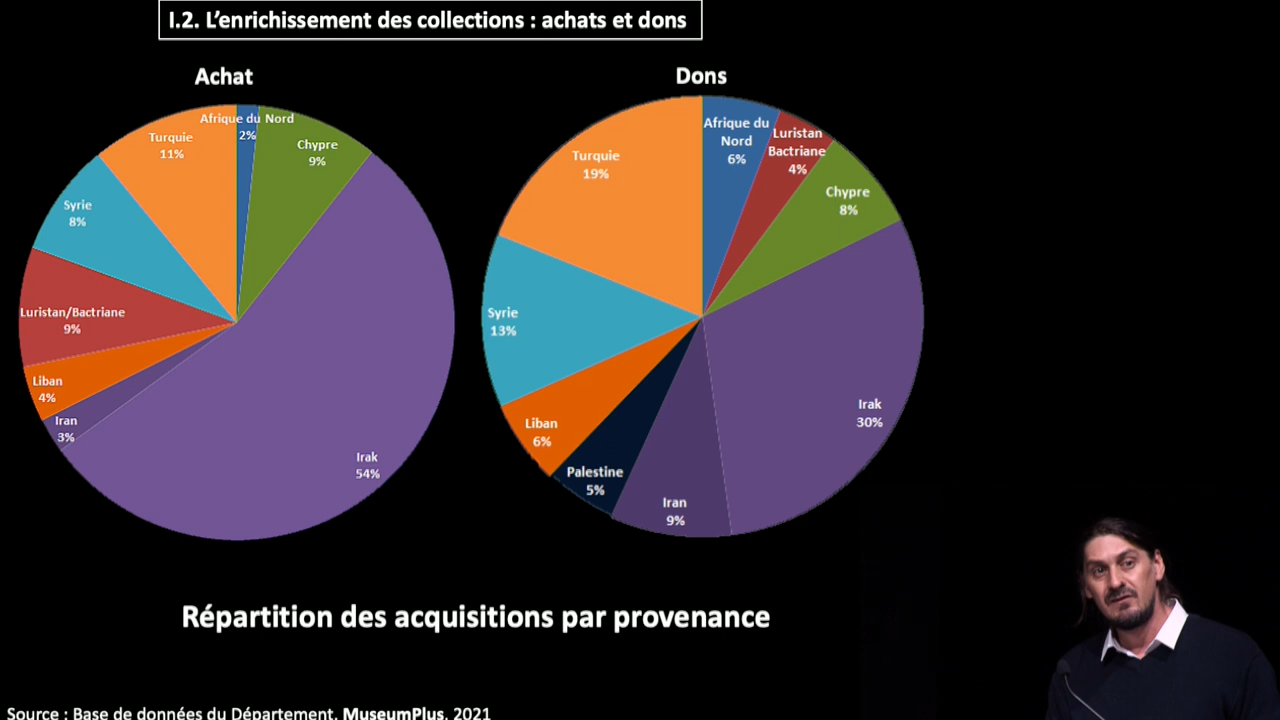 I.2. L’enrichissement des collections : achats et dons
Achat
Afrique du Nord
2%
Chypre
9%
Turquie
11%
Syrie
8%
Luristan/Bactriane
9%
Liban
4%
Iran
3%
Irak
54%
Dons
Afrique du
Nord
6%
Luristan
Bactriane
4%
Chypre
8%
Turquie
19%
Syrie
13%
Liban
6%
Palestine
5%
Iran
9%
Irak
30%
Répartition des acquisitions par provenance
Source : Base de données du Département, MuseumPlus, 2021